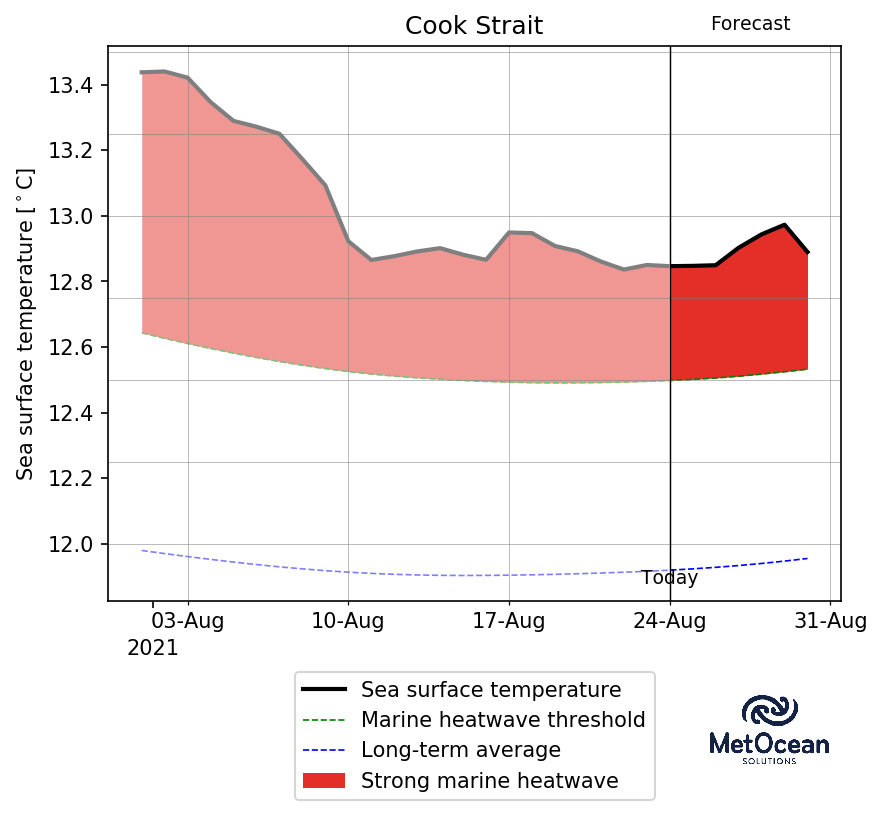 Cook Strait
Forecast
Sea surface temperature [°C]
13.4
13.2
13.0
12.8
12.6
12.4
12.2
12.0
Today
03-Aug 10-Aug 17-Aug 24-Aug 31-Aug
2021
Sea surface temperature
Marine heatwave threshold
Long-term average
Strong marine heatwave
MetOcean
SOLUTIONS